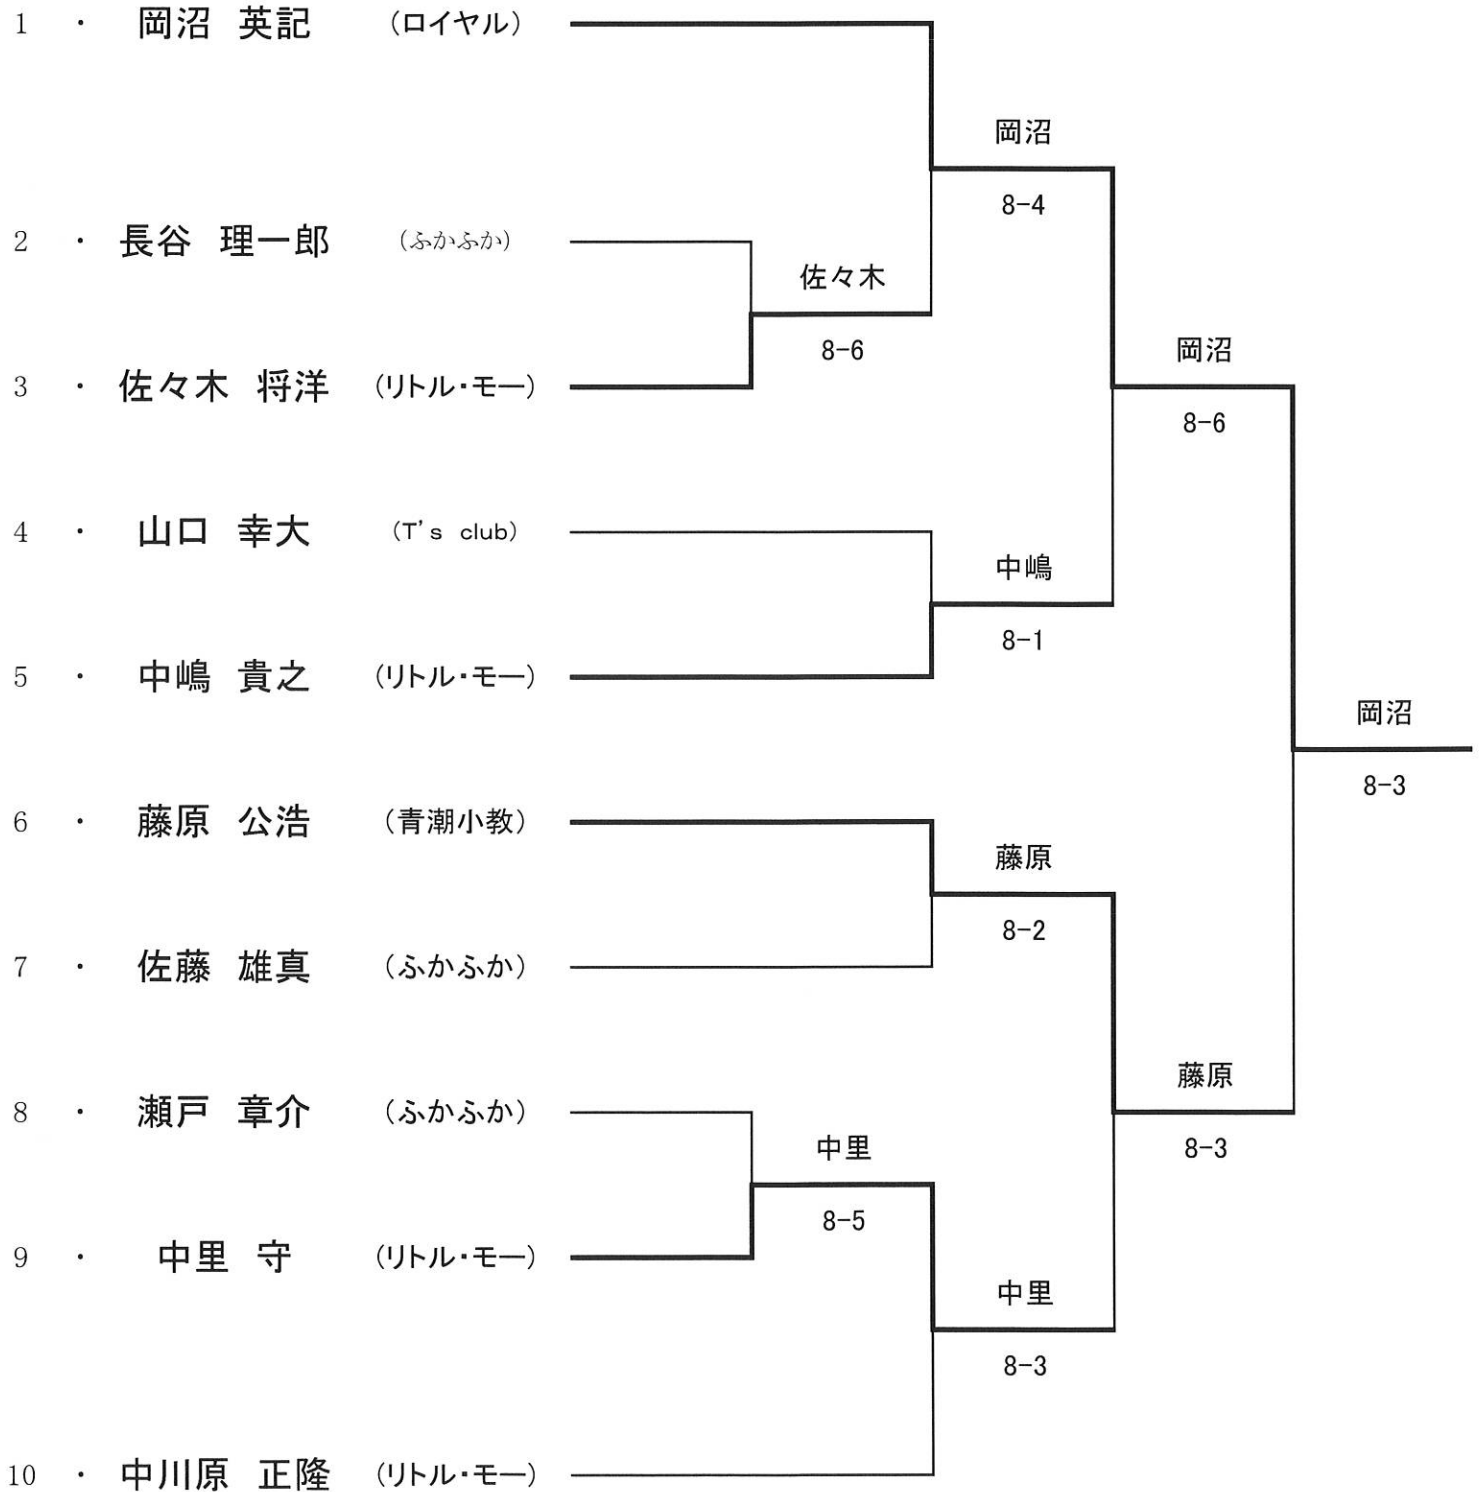 1 ・ 岡沼 英記 （ロイヤル）
岡沼
8-4
2 ・ 長谷 理一郎 （ふかふか）
佐々木
8-6
岡沼
8-6
3 ・ 佐々木 将洋 （リトル・モー）
4 ・ 山口 幸大 （T's club）
中嶋
8-1
5 ・ 中嶋 貴之 （リトル・モー）
岡沼
8-3
6 ・ 藤原 公浩 （青潮小教）
藤原
8-2
7 ・ 佐藤 雄真 （ふかふか）
藤原
8-3
8 ・ 瀬戸 章介 （ふかふか）
中里
8-5
9 ・ 中里 守 （リトル・モー）
中里
8-3
10 ・ 中川原 正隆 （リトル・モー）